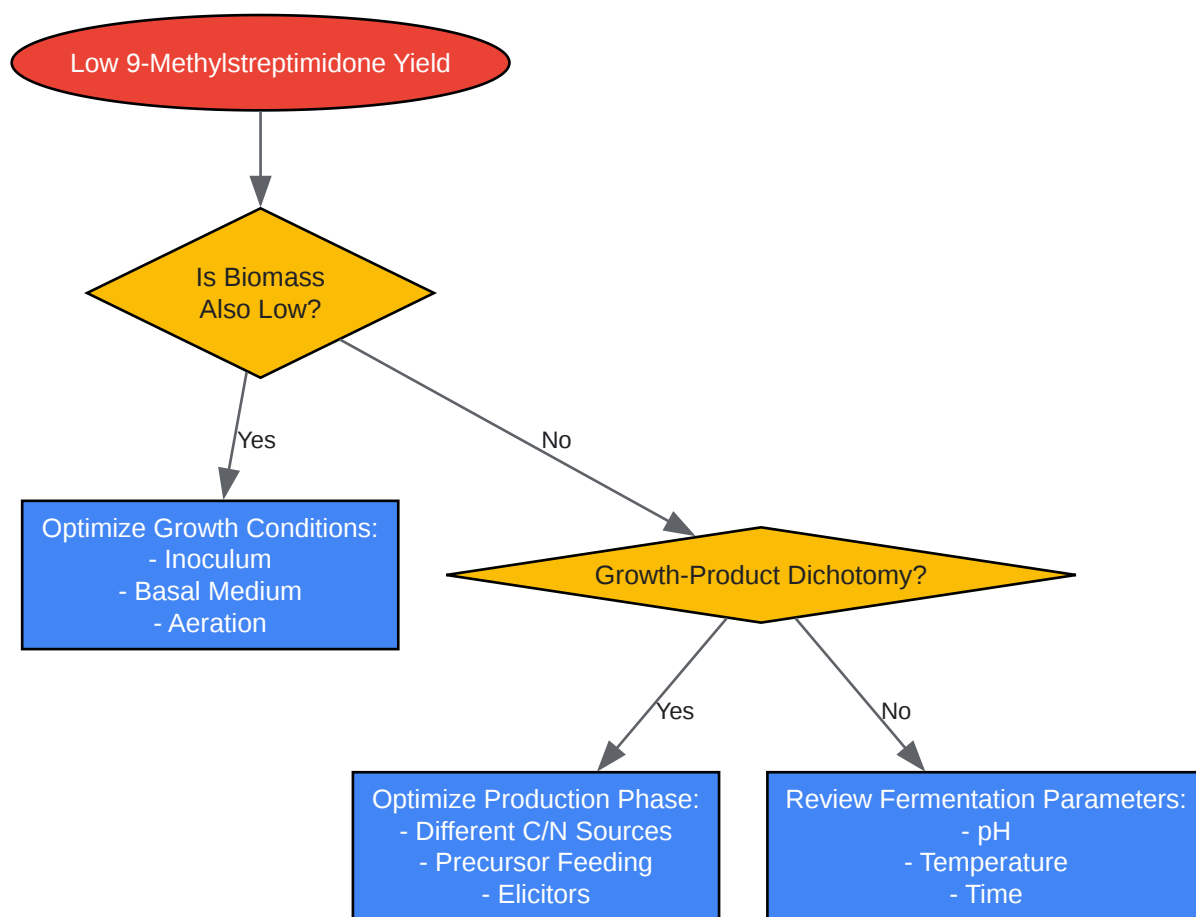 Low 9-Methylstreptimidone Yield
Is Biomass
Also Low?
Yes
No
Optimize Growth Conditions:
- Inoculum
- Basal Medium
- Aeration
Growth-Product Dichotomy?
Yes
No
Optimize Production Phase:
- Different C/N Sources
- Precursor Feeding
- Elicitors
Review Fermentation Parameters:
- pH
- Temperature
- Time